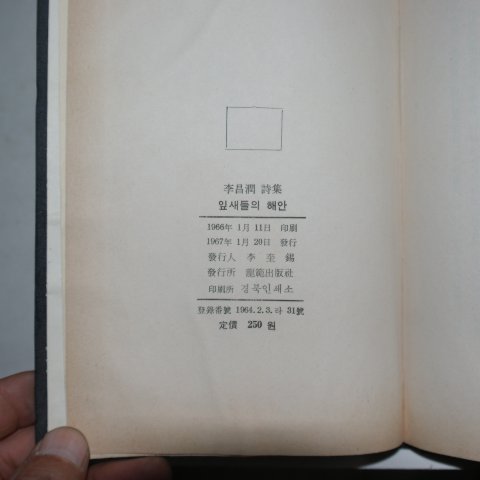 李昌潤 詩集
잎새들의 해안
1966年 1月 11日 印刷
1967年 1月 20日 發行
發行人 李奎錫
發行所 龍範出版社
印刷所 경북인쇄소
登錄番號 1964.2.3. 라 31號
定價 250 원